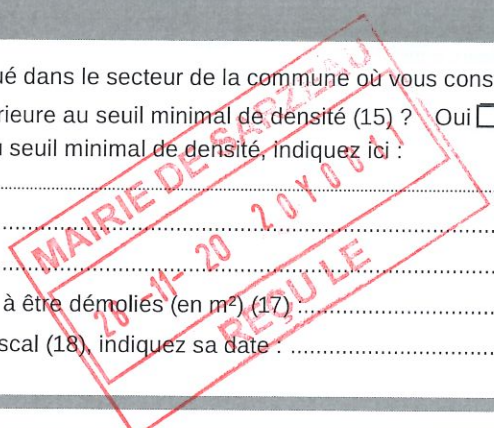 ué dans le secteur de la commune où vous cons
rieure au seuil minimal de densité (15) ? Oui
u seuil minimal de densité, indiquez ici :
MAIRIE DE SARZEAU
26-11-20 20Y0611
REÇU LE
à être démolies (en m²) (17) :
scal (18), indiquez sa date :